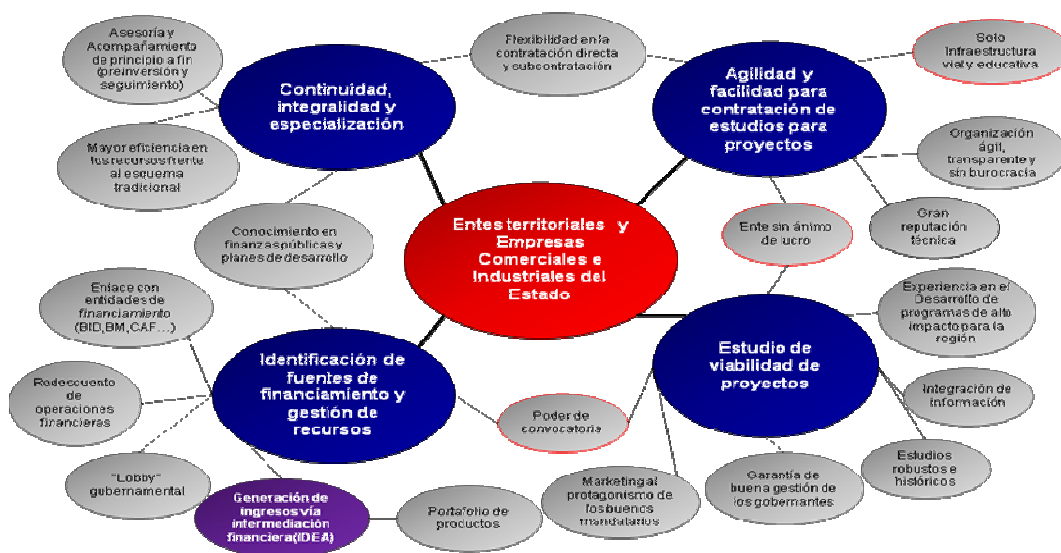 Asesoría y
Acompañamiento
de principio a fin
(preinversión y
seguimiento)
Flexibilidad en la
contratación directa
y subcontratación
Solo
Infraestructura
vial y educativa
Continuidad,
integralidad y
especialización
Agilidad y
facilidad para
contratación de
estudios para
proyectos
Mayor eficiencia en
los recursos frente
al esquema
tradicional
Organización
ágil,
transparente y
sin burocracia
Conocimiento en
finanzas públicas y
planes de desarrollo
Entes territoriales y
Empresas
Comerciales e
Industriales del
Estado
Ente sin ánimo
de lucro
Gran
reputación
técnica
Enlace con
entidades de
financiamiento
(BID,BM,CAF...)
Experiencia en el
Desarrollo de
programas de alto
impacto para la
región
Identificación de
fuentes de
financiamiento y
gestión de
recursos
Estudio de
viabilidad de
proyectos
Redescuento
de
operaciones
financieras
Poder de
convocatoria
Integración de
información
"Lobby"
gubernamental
Generación de
ingresos vía
intermediación
financiera(IDEA)
Portafolio de
productos
Marketing al
protagonismo de
los buenos
mandatarios
Garantía de
buena gestión de
los gobernantes
Estudios
robustos e
históricos